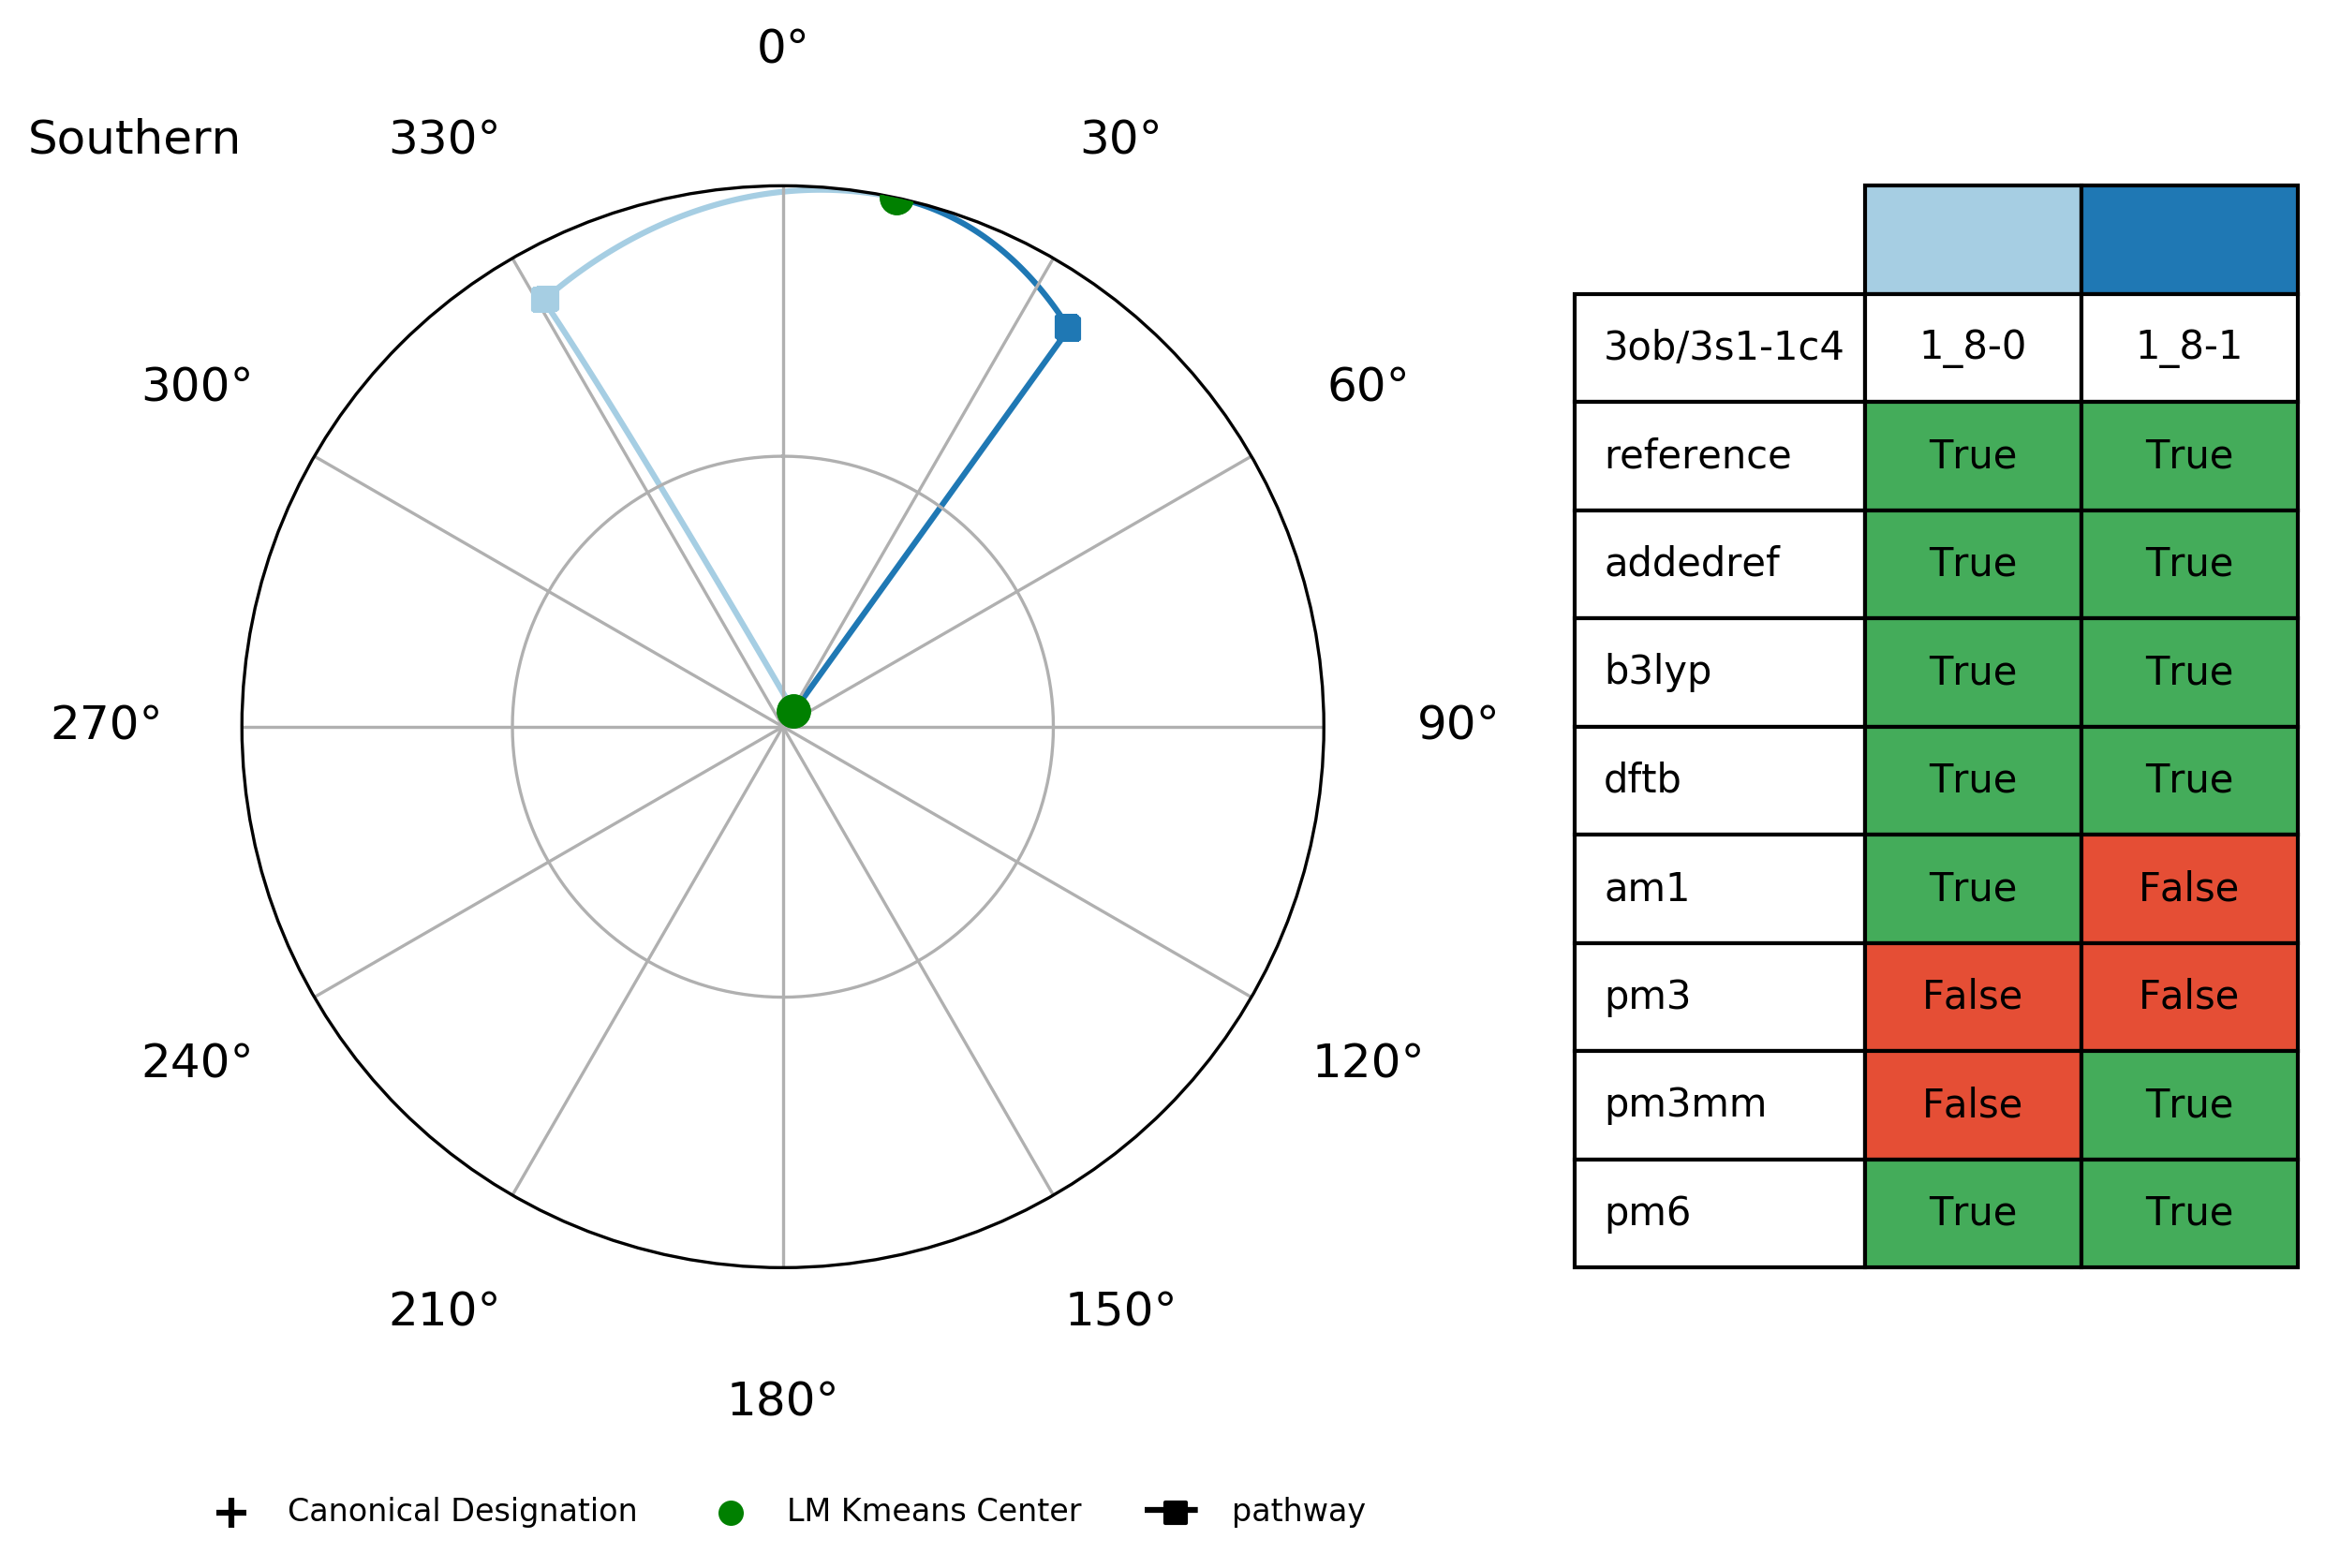 0°
Southern 330° 30°
300° 60°
270° 90°
240° 120°
210° 150°
180°
3ob/3s1-1c4 1_8-0 1_8-1
reference True True
addedref True True
b3lyp True True
dftb True True
am1 True False
pm3 False False
pm3mm False True
pm6 True True
Canonical Designation LM Kmeans Center pathway